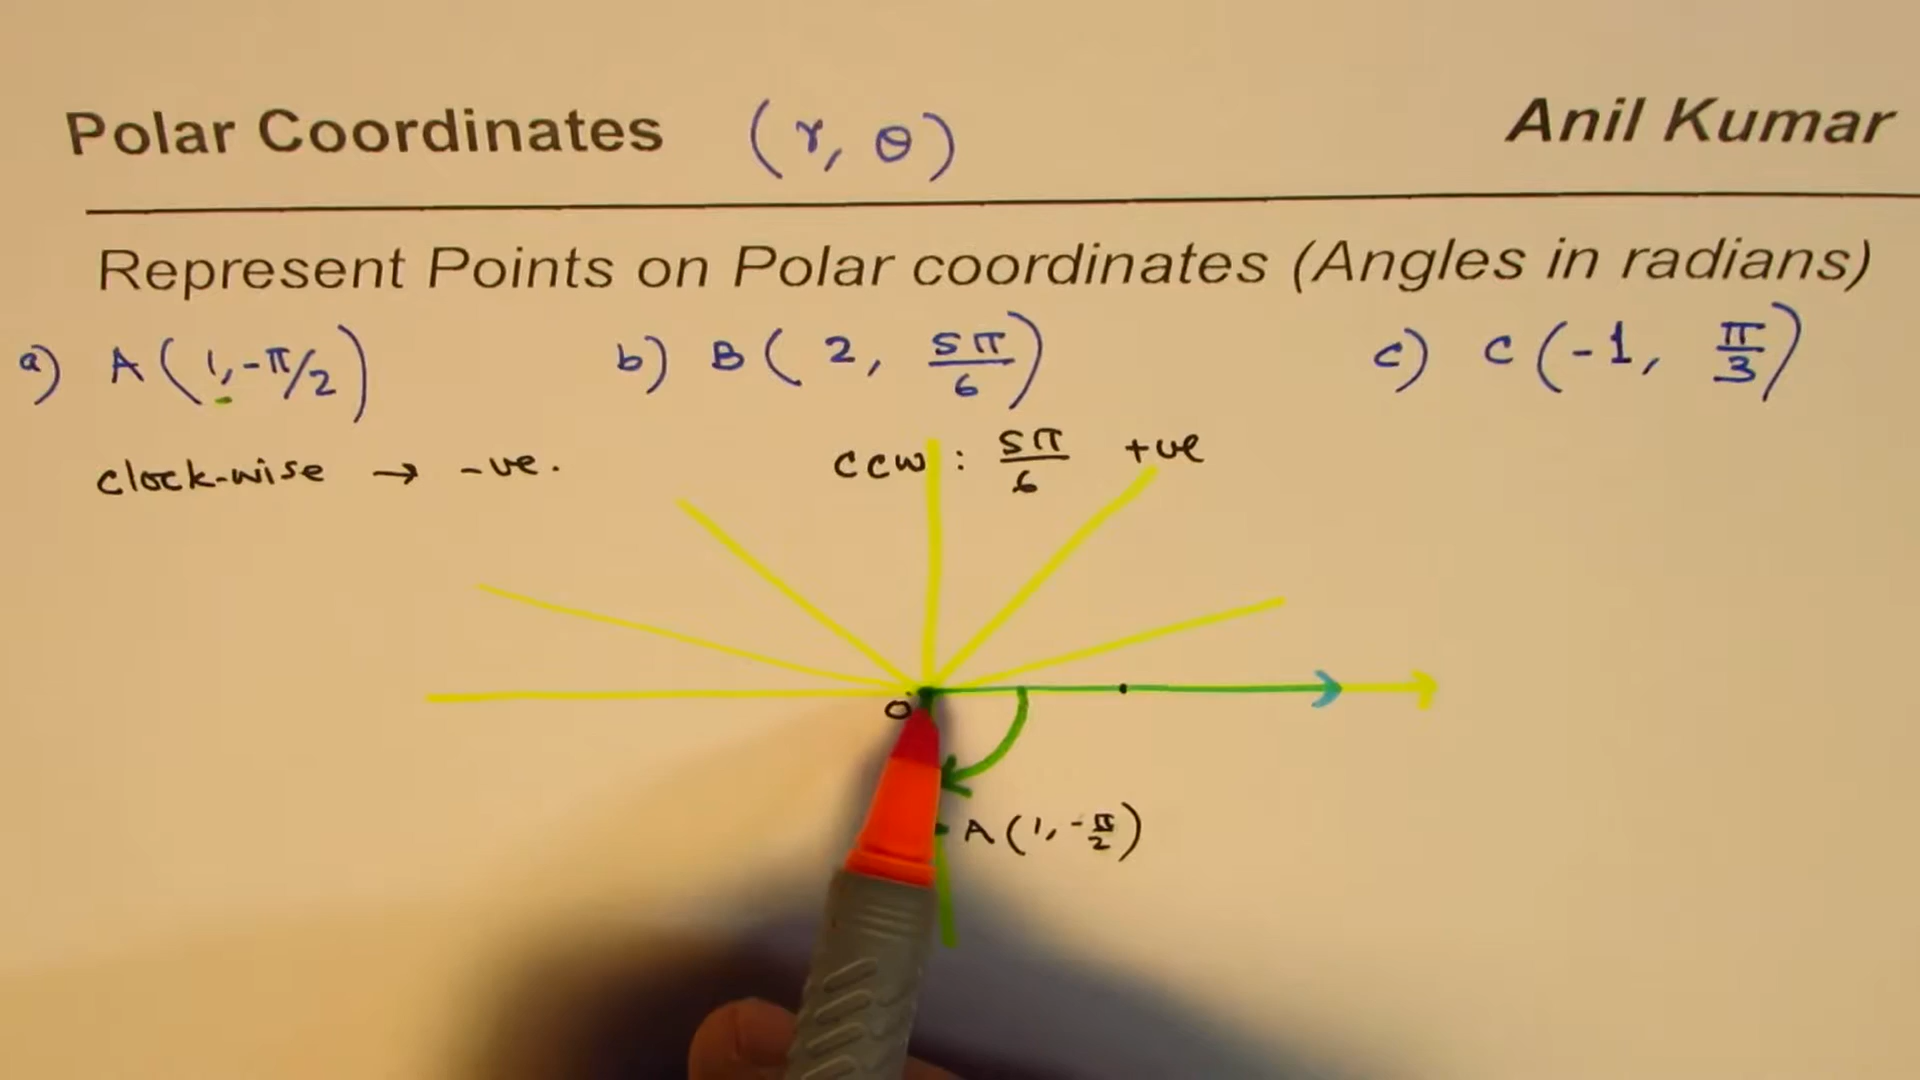 Polar Coordinates (r, θ) Anil Kumar
Represent Points on Polar coordinates (Angles in radians)
a) A(1, -π/2) b) B(2, 5π/6) c) C(-1, π/3)
clock-wise → -ve. ccw : 5π/6 +ve
O
A(1, -π/2)